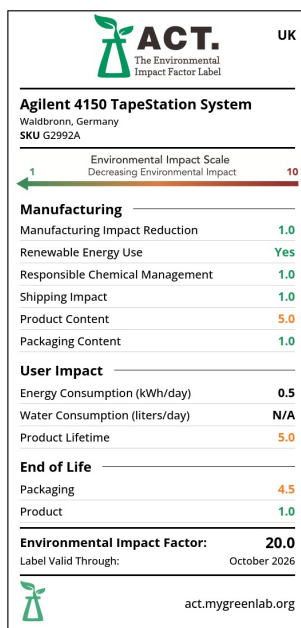 ACT.
UK
The Environmental
Impact Factor Label
Agilent 4150 TapeStation System
Waldbronn, Germany
SKU G2992A
Environmental Impact Scale
1 Decreasing Environmental Impact 10
Manufacturing
Manufacturing Impact Reduction 1.0
Renewable Energy Use Yes
Responsible Chemical Management 1.0
Shipping Impact 1.0
Product Content 5.0
Packaging Content 1.0
User Impact
Energy Consumption (kWh/day) 0.5
Water Consumption (liters/day) N/A
Product Lifetime 5.0
End of Life
Packaging 4.5
Product 1.0
Environmental Impact Factor: 20.0
Label Valid Through: October 2026
act.mygreenlab.org